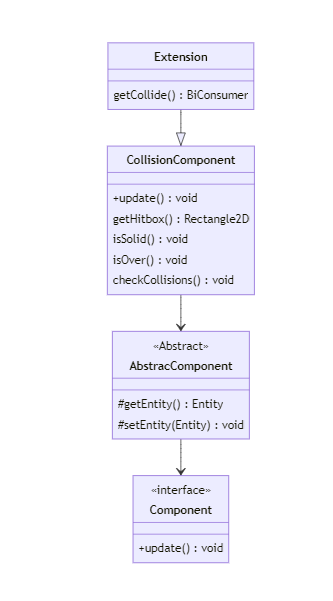 Extension
getCollide() : BiConsumer
CollisionComponent
+update() : void
getHitbox() : Rectangle2D
isSolid() : void
isOver() : void
checkCollisions() : void
«Abstract»
AbstracComponent
#getEntity() : Entity
#setEntity(Entity) : void
«interface»
Component
+update() : void